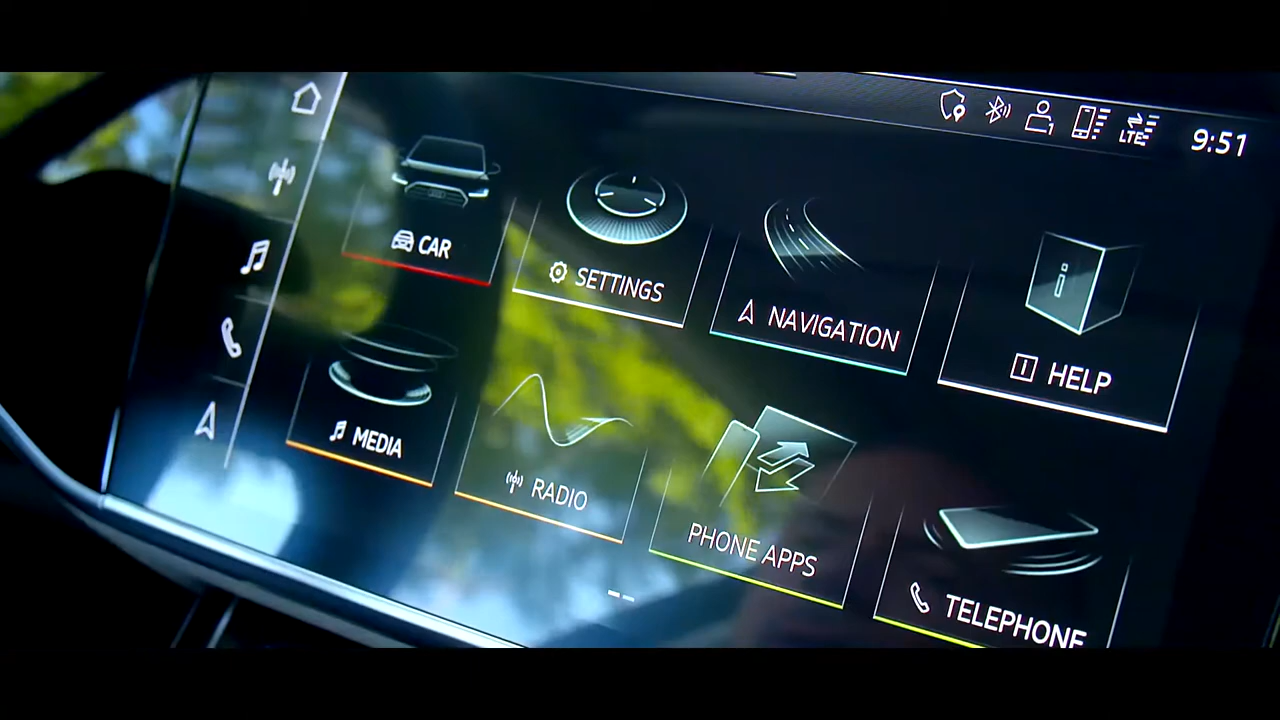 LTE 9:51
CAR
SETTINGS
NAVIGATION
HELP
MEDIA
RADIO
PHONE APPS
TELEPHONE